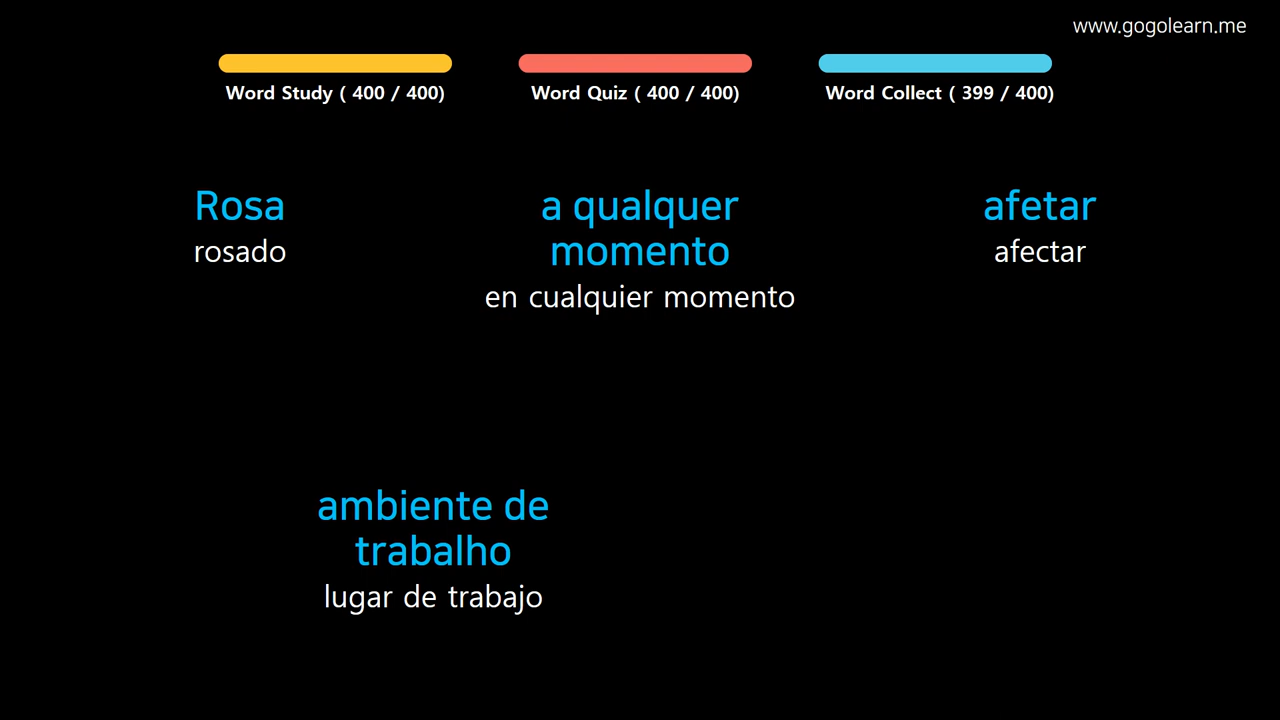 www.gogolearn.me
Word Study ( 400 / 400)
Word Quiz ( 400 / 400)
Word Collect ( 399 / 400)
Rosa
rosado
a qualquer
momento
en cualquier momento
afetar
afectar
ambiente de
trabalho
lugar de trabajo